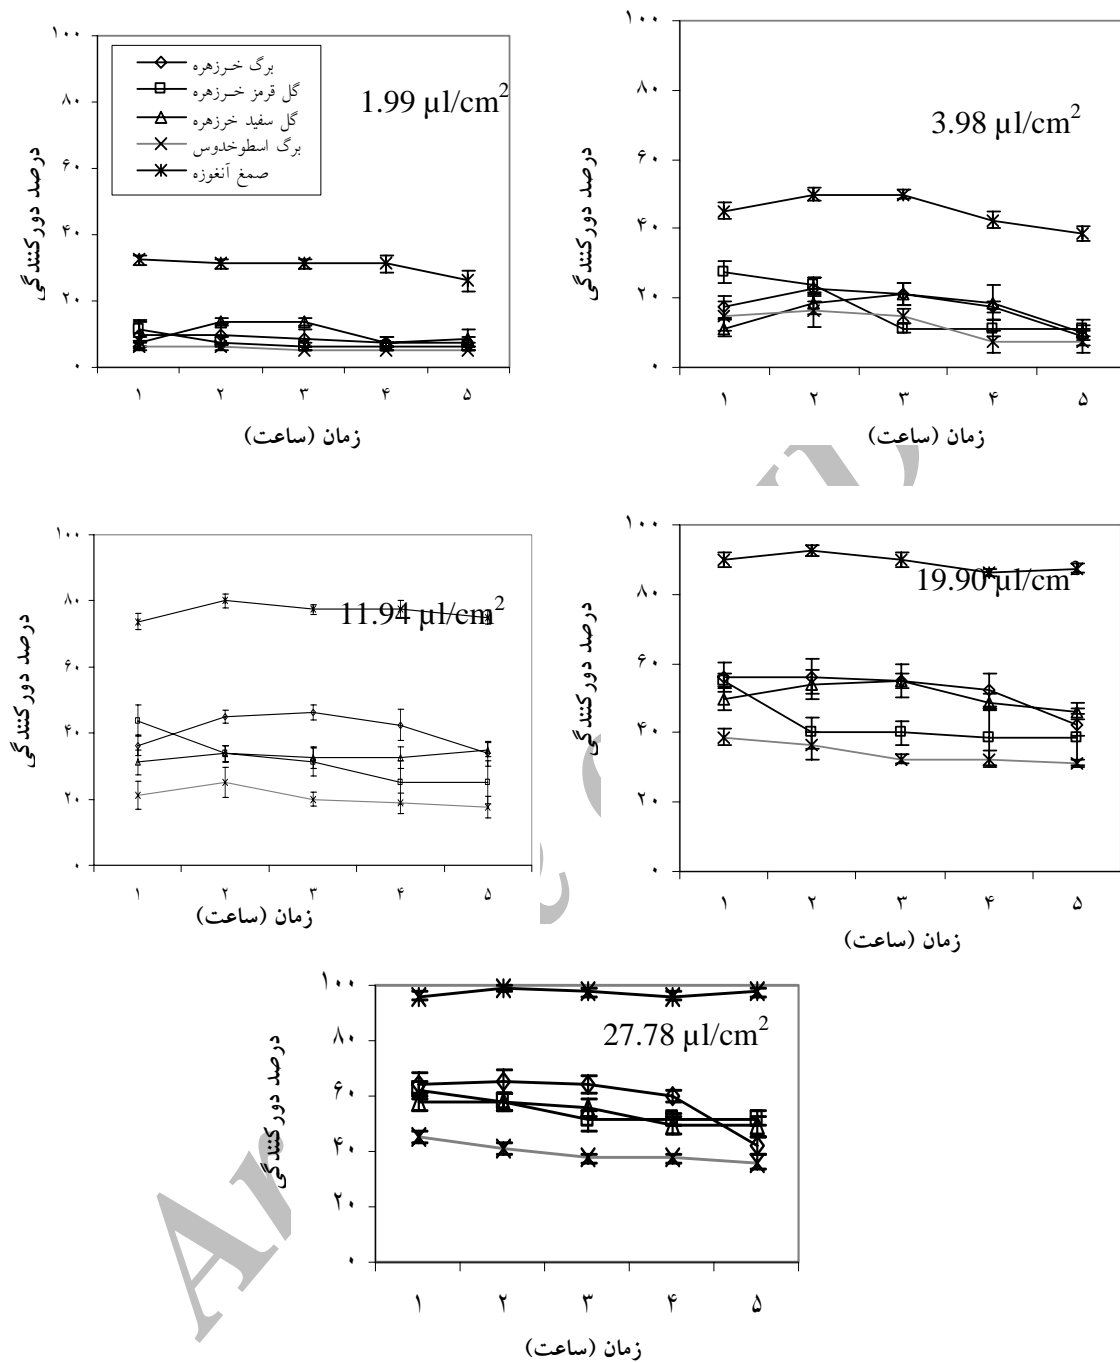 ۱۰۰
۸۰
۶۰
۴۰
۲۰
۰
درصد دورکنندگی
برگ خرزهره
گل قرمز خرزهره
گل سفید خرزهره
برگ اسطوخدوس
صمغ آنغوزه
1.99 µl/cm²
۱ ۲ ۳ ۴ ۵
زمان (ساعت)
۱۰۰
۸۰
۶۰
۴۰
۲۰
۰
درصد دورکنندگی
3.98 µl/cm²
۱ ۲ ۳ ۴ ۵
زمان (ساعت)
۱۰۰
۸۰
۶۰
۴۰
۲۰
۰
درصد دورکنندگی
11.94 µl/cm²
۱ ۲ ۳ ۴ ۵
زمان (ساعت)
۱۰۰
۸۰
۶۰
۴۰
۲۰
۰
درصد دورکنندگی
19.90 µl/cm²
۱ ۲ ۳ ۴ ۵
زمان (ساعت)
۱۰۰
۸۰
۶۰
۴۰
۲۰
۰
درصد دورکنندگی
27.78 µl/cm²
۱ ۲ ۳ ۴ ۵
زمان (ساعت)